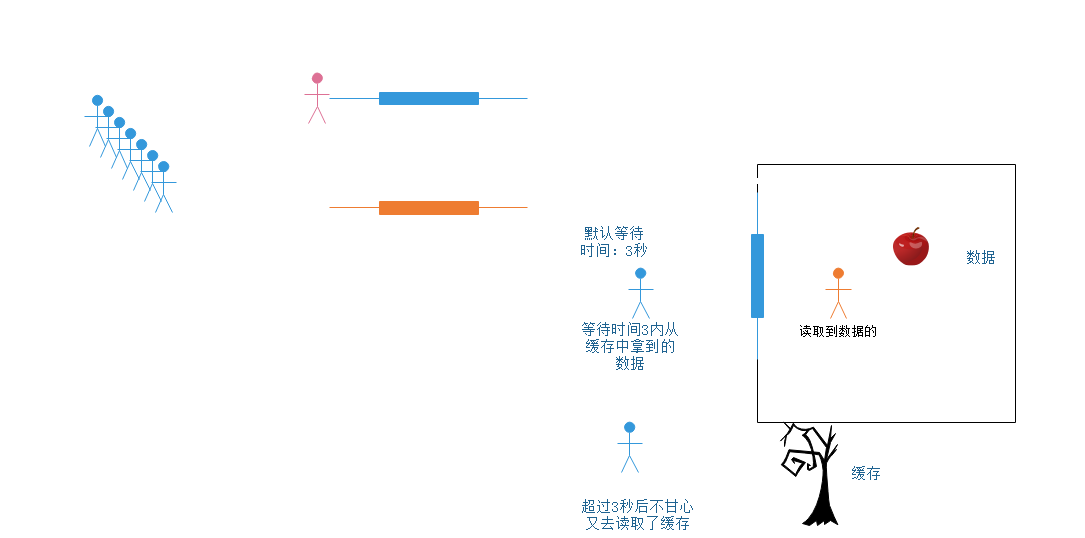 默认等待
时间：3秒
数据
等待时间3内从
缓存中拿到的
数据
读取到数据的
缓存
超过3秒后不甘心
又去读取了缓存